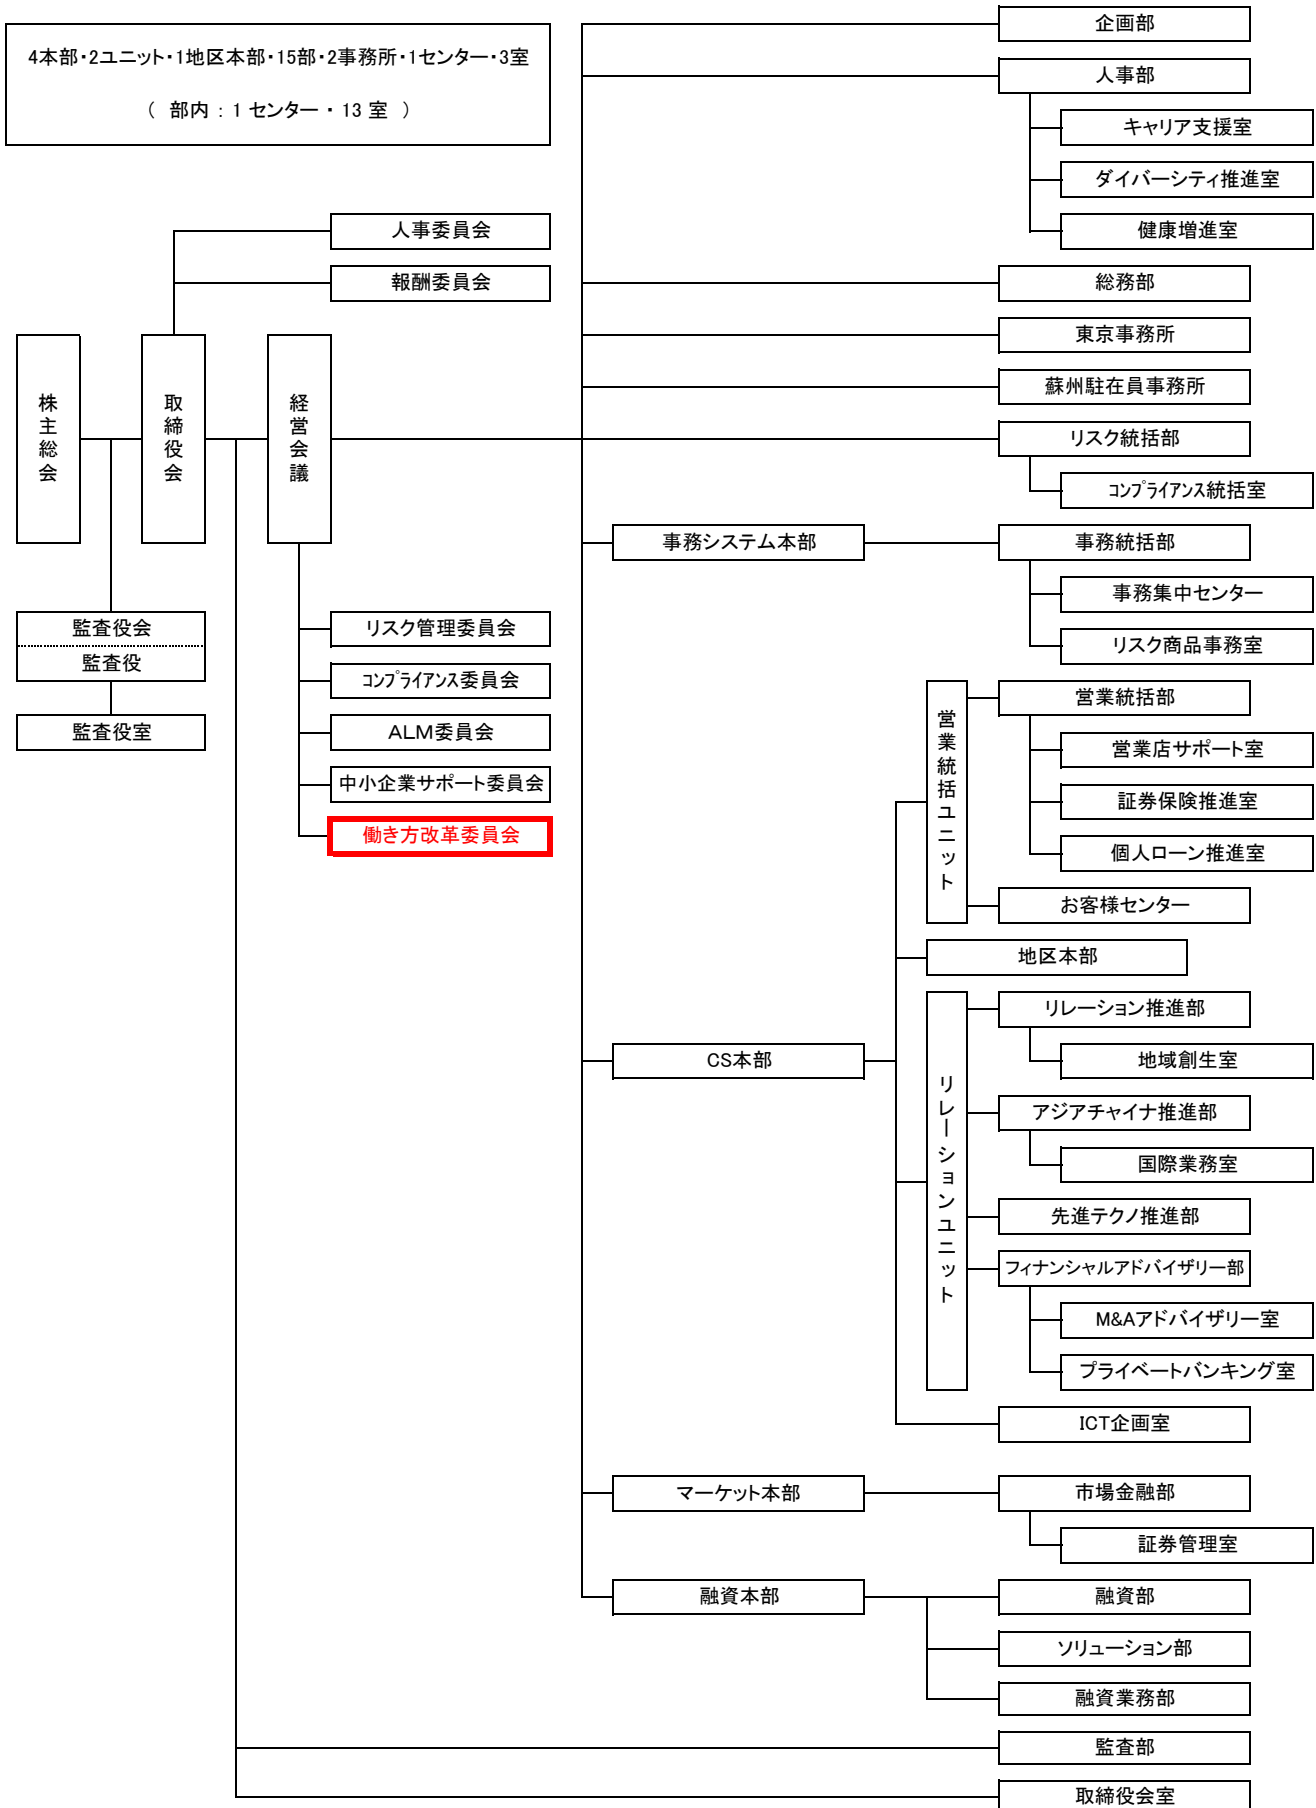 4本部・2ユニット・1地区本部・15部・2事務所・1センター・3室
（ 部内 : 1 センター ・ 13 室 ）
人事委員会
報酬委員会
株主総会
取締役会
経営会議
監査役会
監査役
監査役室
リスク管理委員会
コンプライアンス委員会
ALM委員会
中小企業サポート委員会
働き方改革委員会
企画部
人事部
キャリア支援室
ダイバーシティ推進室
健康増進室
総務部
東京事務所
蘇州駐在員事務所
リスク統括部
コンプライアンス統括室
事務システム本部
事務統括部
事務集中センター
リスク商品事務室
CS本部
営業統括ユニット
営業統括部
営業店サポート室
証券保険推進室
個人ローン推進室
お客様センター
地区本部
リレーションユニット
リレーション推進部
地域創生室
アジアチャイナ推進部
国際業務室
先進テクノ推進部
フィナンシャルアドバイザリー部
M&Aアドバイザリー室
プライベートバンキング室
ICT企画室
マーケット本部
市場金融部
証券管理室
融資本部
融資部
ソリューション部
融資業務部
監査部
取締役会室